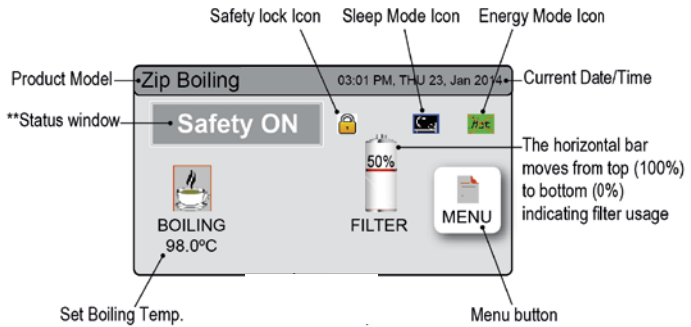 Safety lock Icon
Sleep Mode Icon
Energy Mode Icon
Product Model
Zip Boiling
03:01 PM, THU 23, Jan 2014
Current Date/Time
**Status window
Safety ON
50%
The horizontal bar
moves from top (100%)
to bottom (0%)
indicating filter usage
BOILING
98.0ºC
FILTER
MENU
Set Boiling Temp.
Menu button